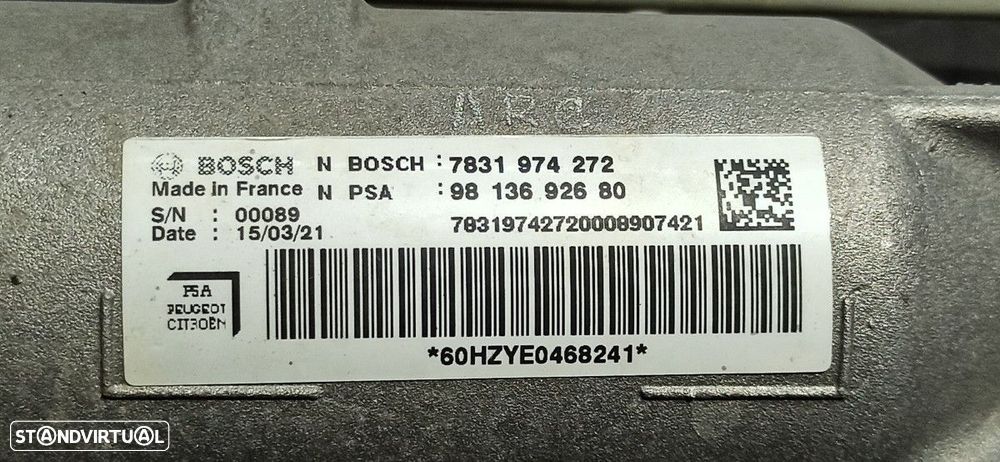 BOSCH N BOSCH : 7831 974 272
Made in France N PSA : 98 136 926 80
S/N : 00089
Date : 15/03/21
78319742720008907421
PSA
PEUGEOT
CITROËN
*60HZYE0468241*
STANDVIRTUAL